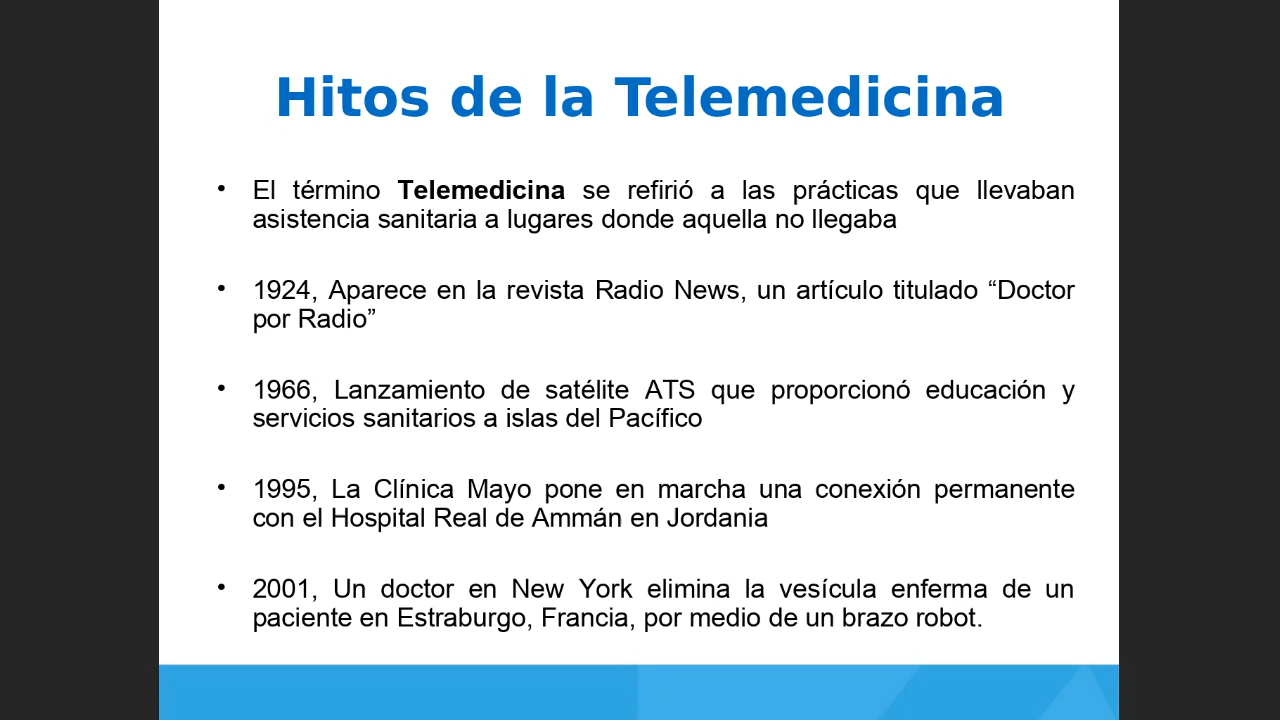 Hitos de la Telemedicina
• El término Telemedicina se refirió a las prácticas que llevaban
asistencia sanitaria a lugares donde aquella no llegaba
• 1924, Aparece en la revista Radio News, un artículo titulado “Doctor
por Radio”
• 1966, Lanzamiento de satélite ATS que proporcionó educación y
servicios sanitarios a islas del Pacífico
• 1995, La Clínica Mayo pone en marcha una conexión permanente
con el Hospital Real de Ammán en Jordania
• 2001, Un doctor en New York elimina la vesícula enferma de un
paciente en Estraburgo, Francia, por medio de un brazo robot.